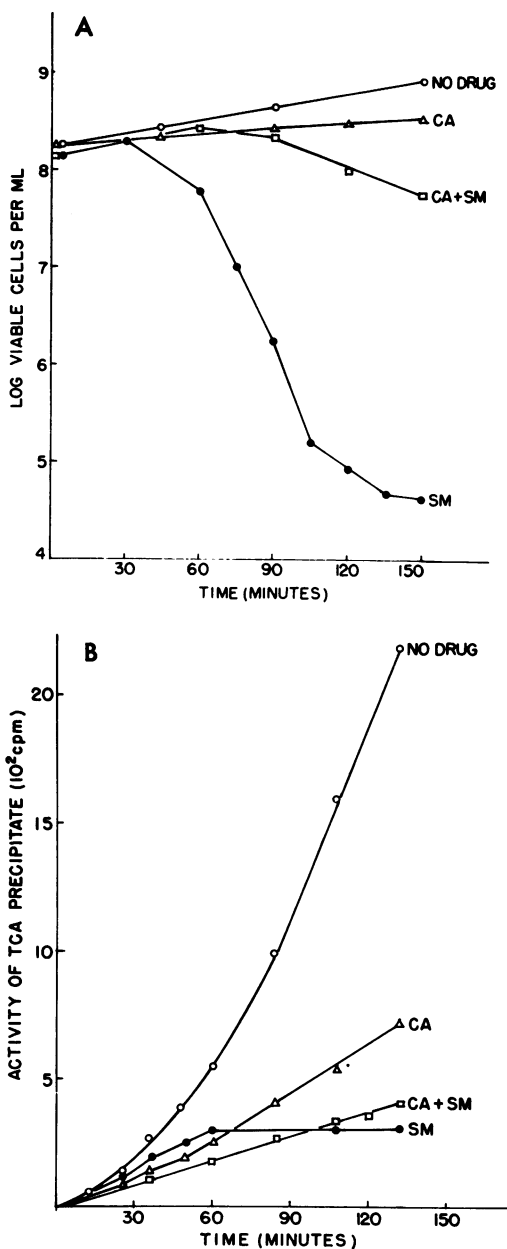 A
LOG VIABLE CELLS PER ML
9
8
7
6
5
4
NO DRUG
CA
CA+SM
SM
30 60 90 120 150
TIME (MINUTES)
B
ACTIVITY OF TCA PRECIPITATE (10²cpm)
20
15
10
5
NO DRUG
CA
CA + SM
SM
30 60 90 120 150
TIME (MINUTES)